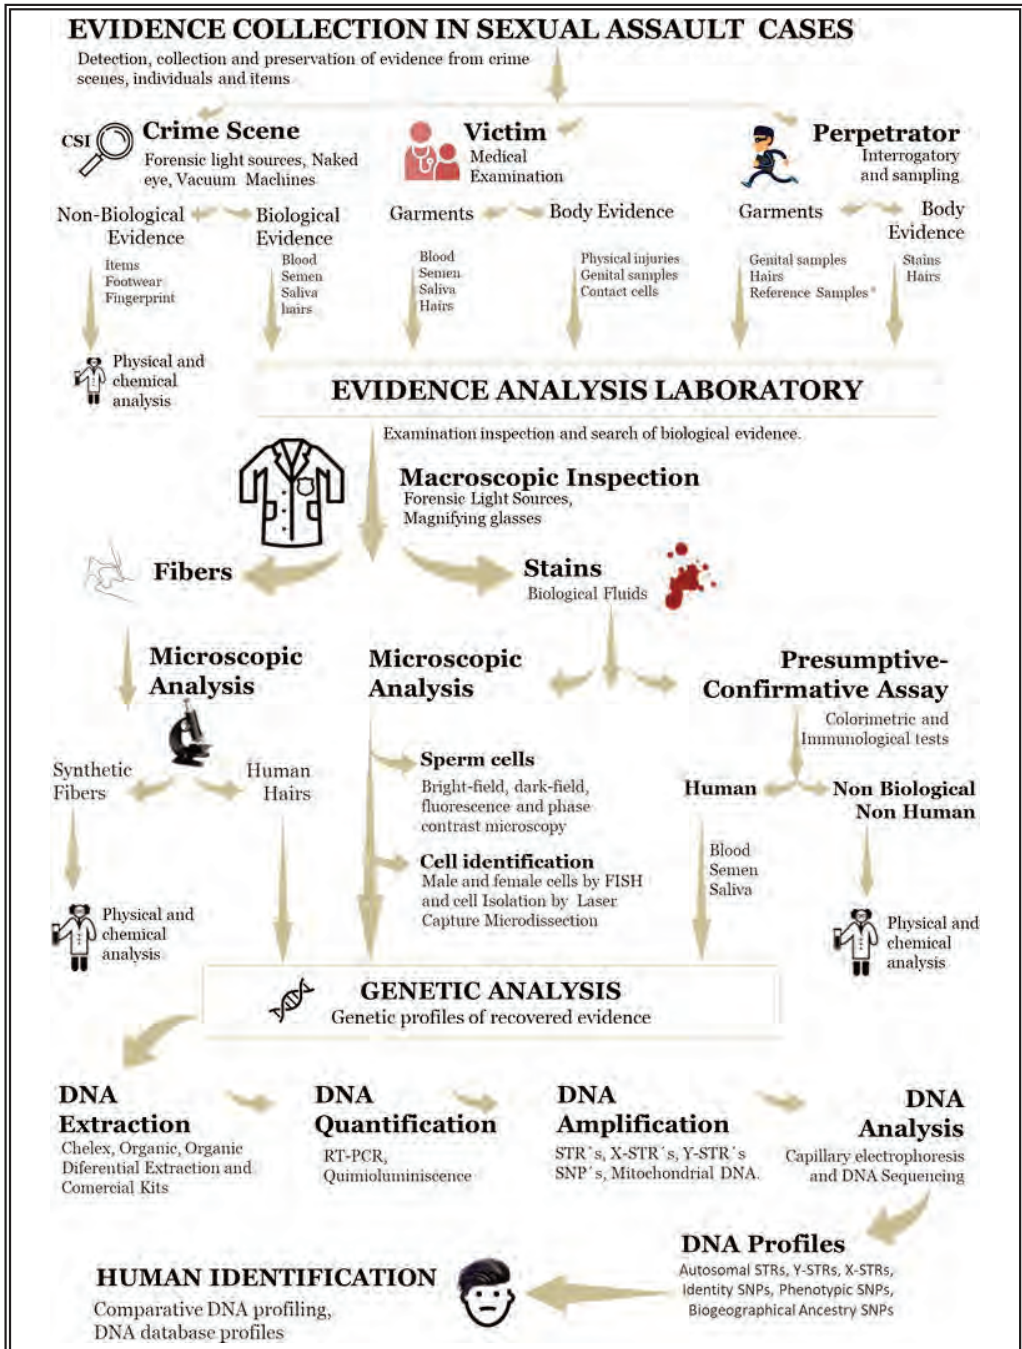 EVIDENCE COLLECTION IN SEXUAL ASSAULT CASES
Detection, collection and preservation of evidence from crime
scenes, individuals and items
CSI
Crime Scene
Forensic light sources, Naked
eye, Vacuum Machines
Victim
Medical
Examination
Perpetrator
Interrogatory
and sampling
Non-Biological
Evidence
Biological
Evidence
Garments
Body Evidence
Garments
Body
Evidence
Items
Footwear
Fingerprint
Blood
Semen
Saliva
hairs
Blood
Semen
Saliva
Hairs
Physical injuries
Genital samples
Contact cells
Genital samples
Hairs
Reference Samples*
Stains
Hairs
Physical and
chemical
analysis
EVIDENCE ANALYSIS LABORATORY
Examination inspection and search of biological evidence.
Macroscopic Inspection
Forensic Light Sources,
Magnifying glasses
Fibers
Stains
Biological Fluids
Microscopic
Analysis
Microscopic
Analysis
Presumptive-
Confirmative Assay
Colorimetric and
Immunological tests
Synthetic
Fibers
Human
Hairs
Sperm cells
Bright-field, dark-field,
fluorescence and phase
contrast microscopy
Cell identification
Male and female cells by FISH
and cell Isolation by Laser
Capture Microdissection
Human
Non Biological
Non Human
Blood
Semen
Saliva
Physical and
chemical
analysis
Physical and
chemical
analysis
GENETIC ANALYSIS
Genetic profiles of recovered evidence
DNA
Extraction
Chelex, Organic, Organic
Diferential Extraction and
Comercial Kits
DNA
Quantification
RT-PCR,
Quimioluminiscence
DNA
Amplification
STR´s, X-STR´s, Y-STR´s
SNP´s, Mitochondrial DNA.
DNA
Analysis
Capillary electrophoresis
and DNA Sequencing
DNA Profiles
Autosomal STRs, Y-STRs, X-STRs,
Identity SNPs, Phenotypic SNPs,
Biogeographical Ancestry SNPs
HUMAN IDENTIFICATION
Comparative DNA profiling,
DNA database profiles